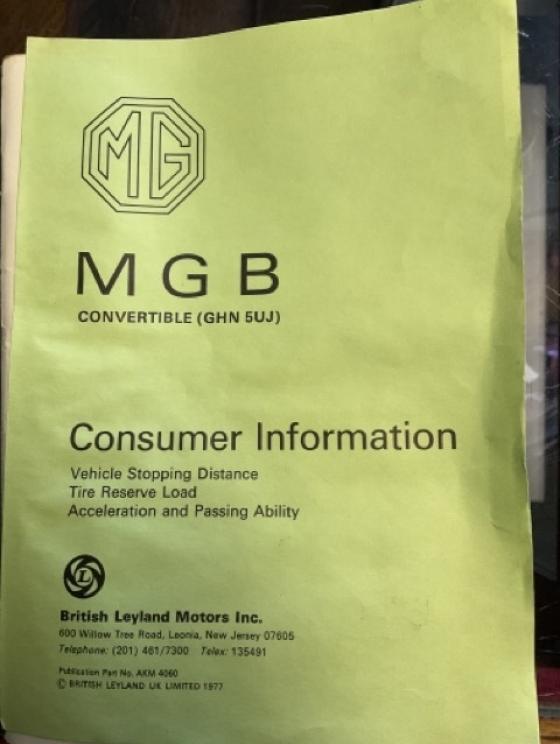 MG
MGB
CONVERTIBLE (GHN 5UJ)
Consumer Information
Vehicle Stopping Distance
Tire Reserve Load
Acceleration and Passing Ability
L
British Leyland Motors Inc.
600 Willow Tree Road, Leonia, New Jersey 07605
Telephone: (201) 461/7300 Telex: 135491
Publication Part No. AKM 4060
© BRITISH LEYLAND UK LIMITED 1977